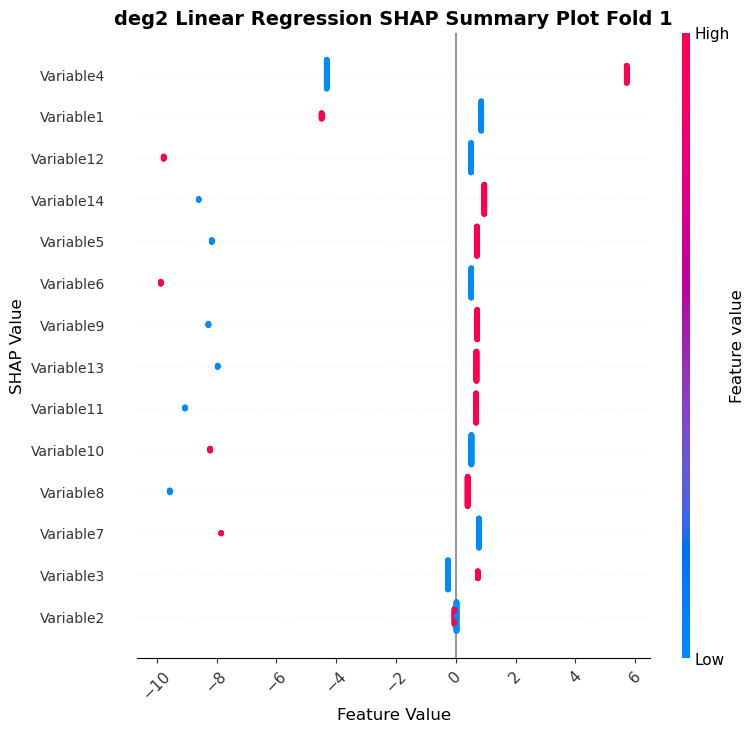 deg2 Linear Regression SHAP Summary Plot Fold 1
High
Variable4
Variable1
Variable12
Variable14
Variable5
Variable6
Variable9
Variable13
Variable11
Variable10
Variable8
Variable7
Variable3
Variable2
SHAP Value
Feature value
Low
−10 −8 −6 −4 −2 0 2 4 6
Feature Value